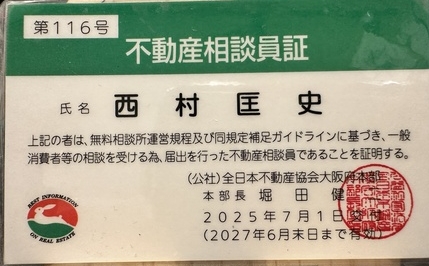 第116号
不動産相談員証
氏名 西村匡史
上記の者は、無料相談所運営規程及び同規定補足ガイドラインに基づき、一般
消費者等の相談を受ける為、届出を行った不動産相談員であることを証明する。
(公社)全日本不動産協会大阪府本部
本部長 堀田健二
2025年7月1日交付
(2027年6月末日まで有効)
BEST INFORMATION
ON REAL ESTATE